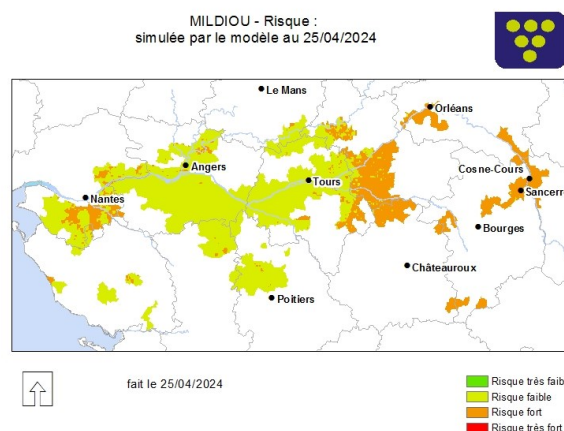 MILDIOU - Risque :
simulée par le modèle au 25/04/2024
Le Mans
Orléans
Angers
Cosne-Cours
Tours
Sancerre
Nantes
Bourges
Châteauroux
Poitiers
fait le 25/04/2024
Risque très faib
Risque faible
Risque fort
Risque très fort